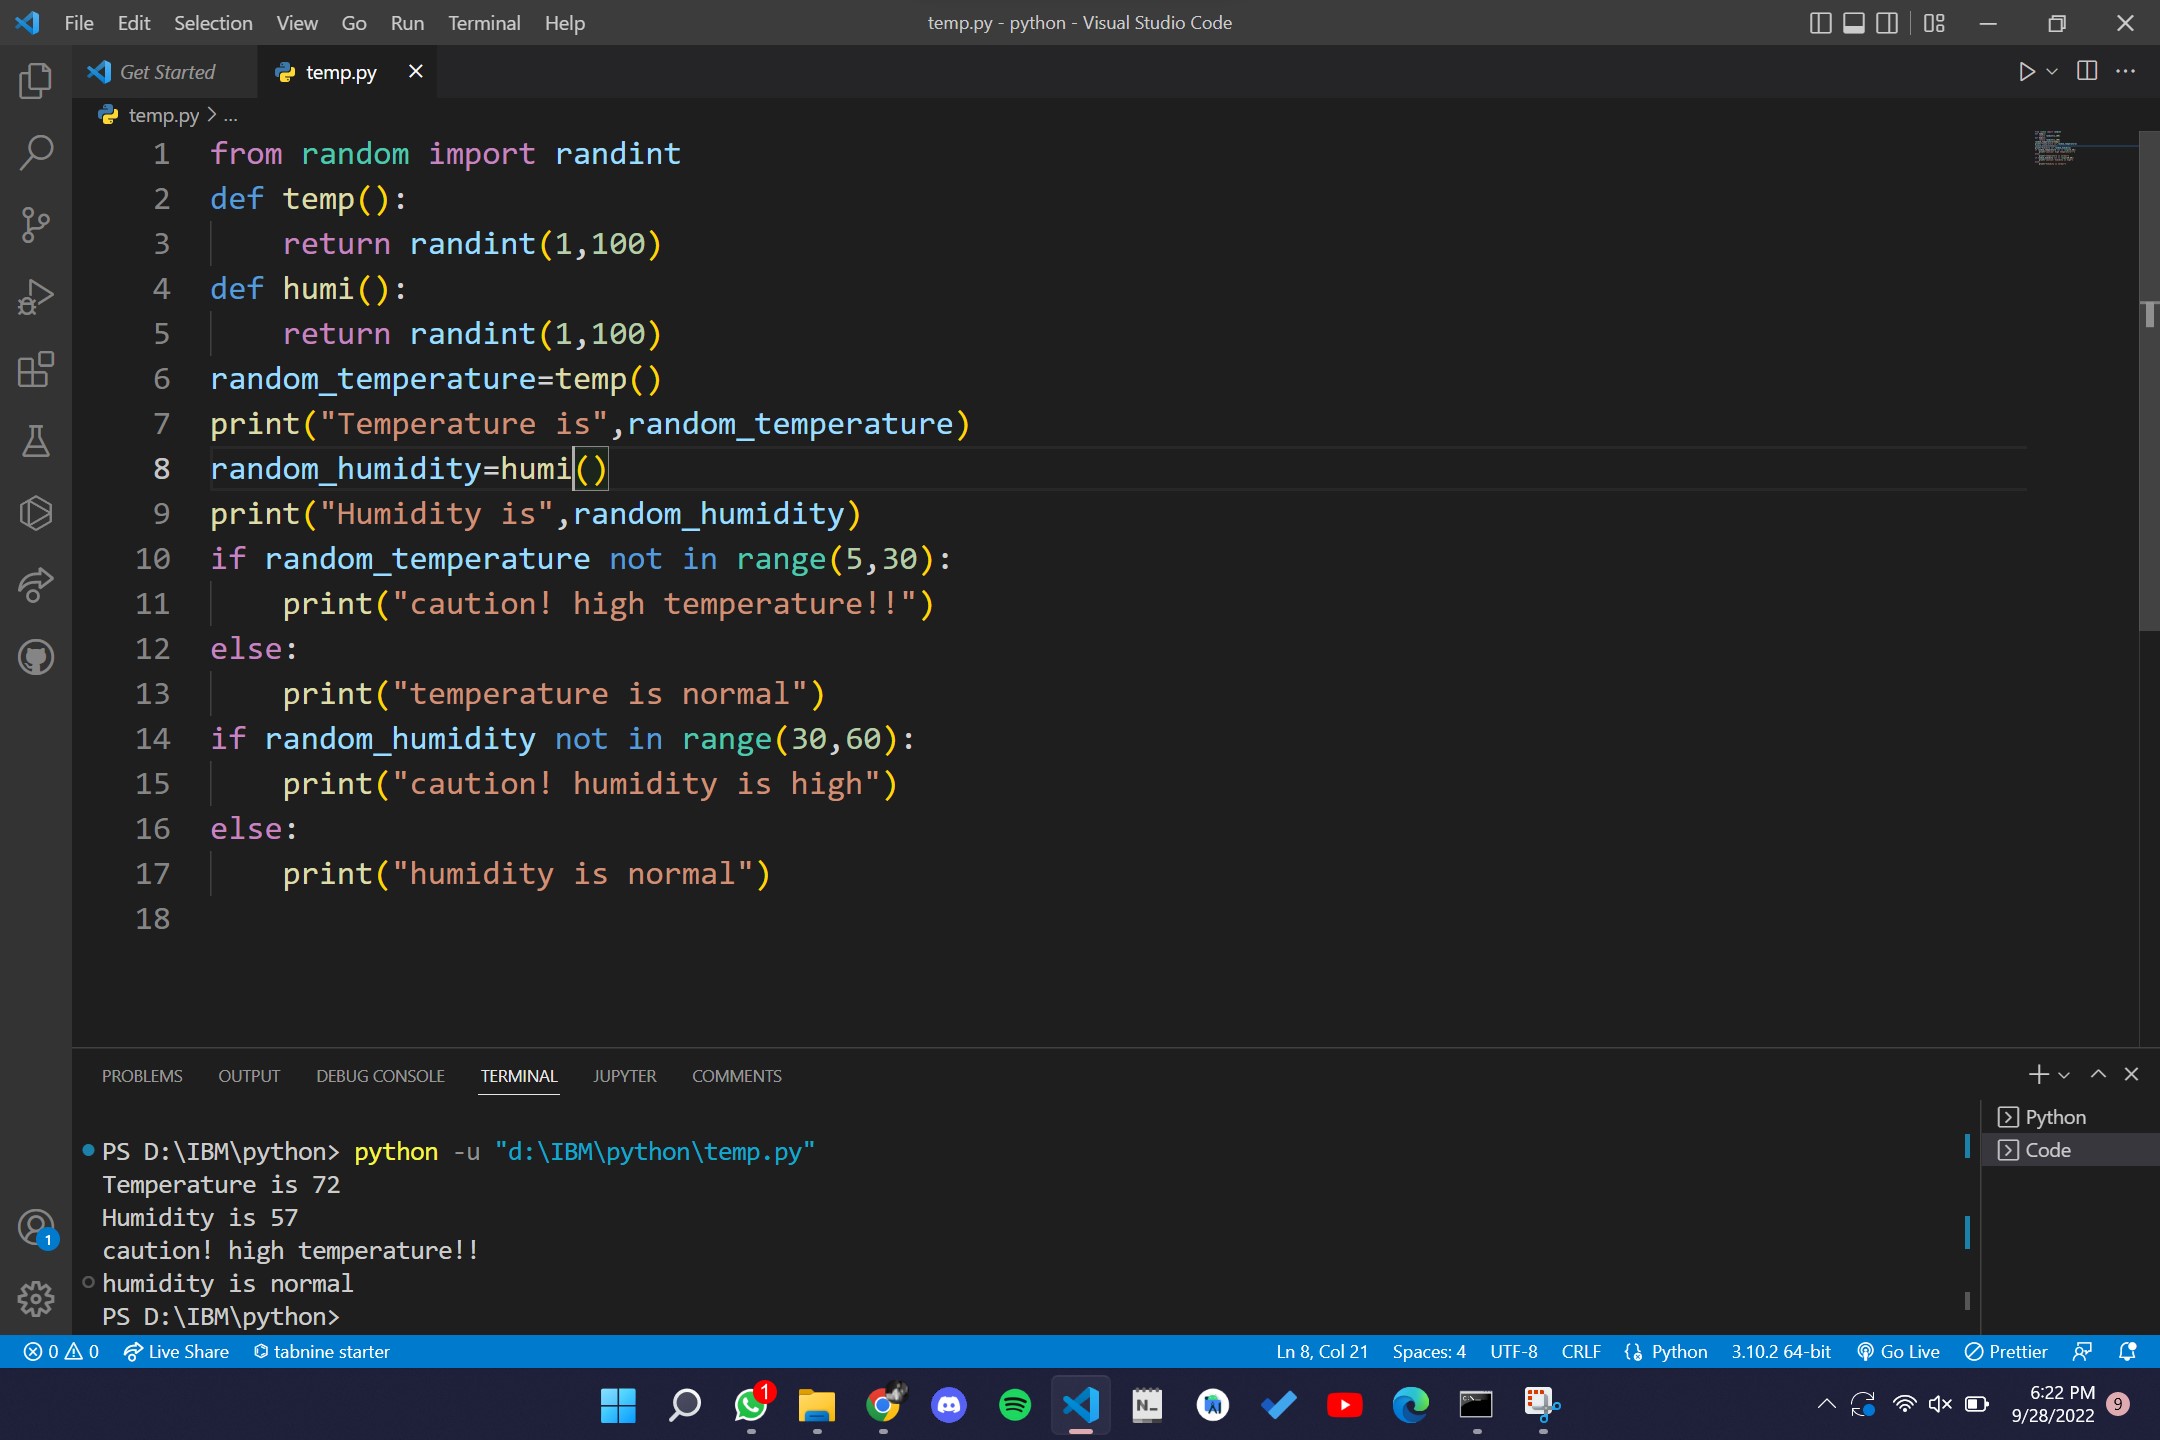 File Edit Selection View Go Run Terminal Help temp.py - python - Visual Studio Code
Get Started temp.py
temp.py > ...
1 from random import randint
2 def temp():
3     return randint(1,100)
4 def humi():
5     return randint(1,100)
6 random_temperature=temp()
7 print("Temperature is",random_temperature)
8 random_humidity=humi()
9 print("Humidity is",random_humidity)
10 if random_temperature not in range(5,30):
11     print("caution! high temperature!!")
12 else:
13     print("temperature is normal")
14 if random_humidity not in range(30,60):
15     print("caution! humidity is high")
16 else:
17     print("humidity is normal")
18
PROBLEMS OUTPUT DEBUG CONSOLE TERMINAL JUPYTER COMMENTS
Python
Code
PS D:\IBM\python> python -u "d:\IBM\python\temp.py"
Temperature is 72
Humidity is 57
caution! high temperature!!
humidity is normal
PS D:\IBM\python>
1
0 0 Live Share tabnine starter Ln 8, Col 21 Spaces: 4 UTF-8 CRLF Python 3.10.2 64-bit Go Live Prettier
1 N 6:22 PM 9
9/28/2022